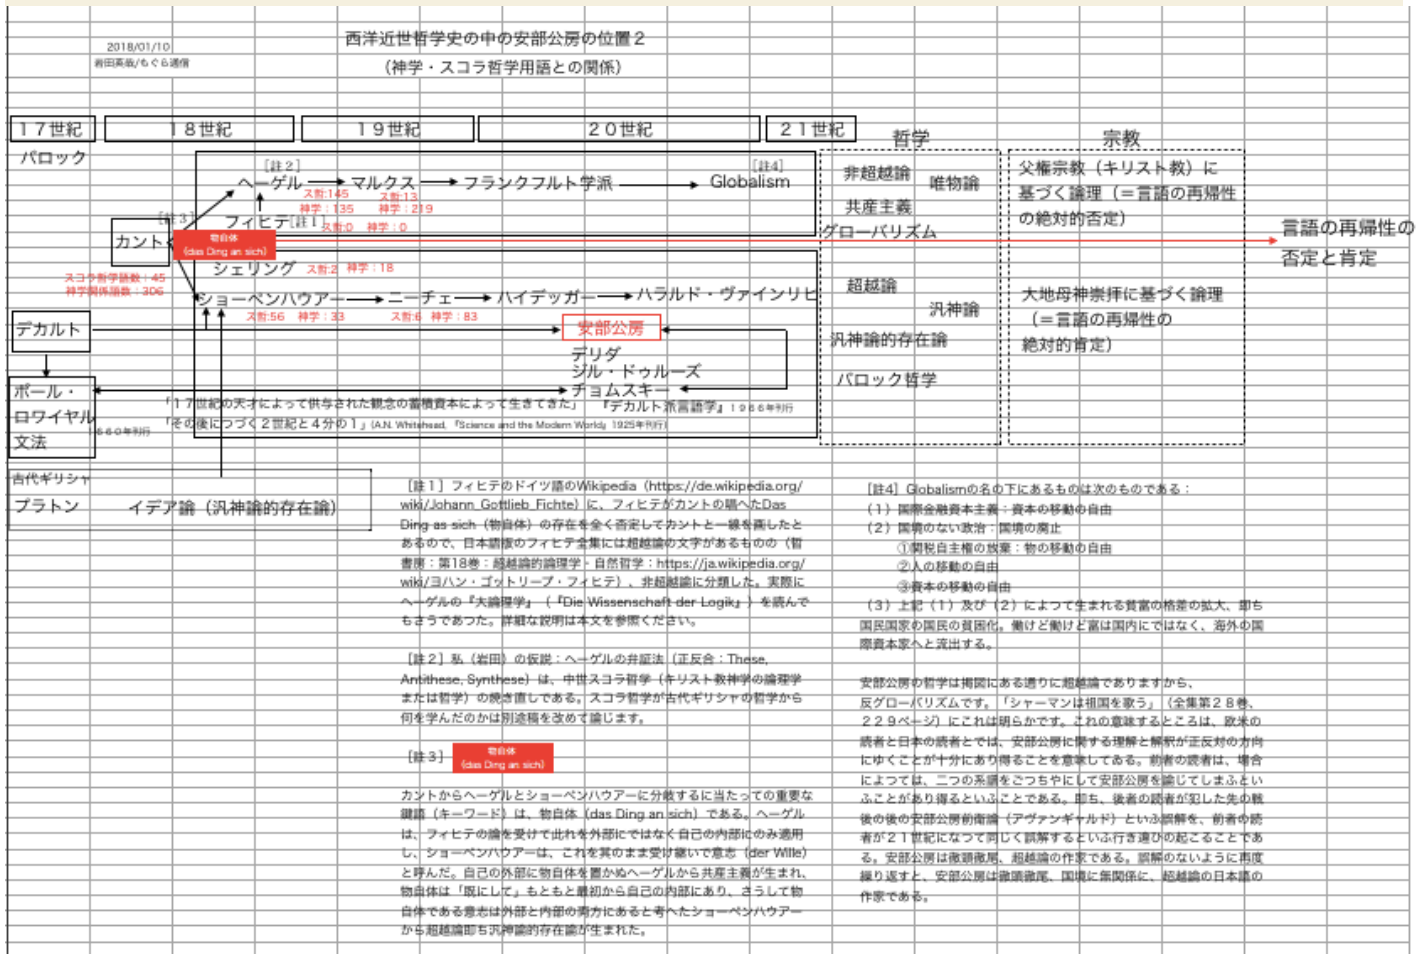 西洋近世哲学史の中の安部公房の位置２
2018/01/10
岩田英哉/もぐら通信
（神学・スコラ哲学用語との関係）
１７世紀
１８世紀
１９世紀
２０世紀
２１世紀
哲学
宗教
バロック
［註２］
［註4］
ヘーゲル
マルクス
フランクフルト学派
Globalism
ス哲:145
神学：135
ス哲:13
神学：219
［註３］
フィヒテ［註１］
ス哲:0 神学：0
カント
物自体
（das Ding an sich）
スコラ哲学語数：45
神学関係語数：306
シェリング
ス哲:2 神学：18
ショーペンハウアー
ニーチェ
ハイデッガー
ハラルド・ヴァインリヒ
ス哲:56 神学：33
ス哲:6 神学：83
デカルト
安部公房
デリダ
ジル・ドゥルーズ
チョムスキー
『デカルト派言語学』１９６６年刊行
ポール・
ロワイヤル
文法
１６６０年刊行
「１７世紀の天才によって供与された観念の蓄積資本によって生きてきた」
「その後につづく２世紀と４分の１」（A.N. Whitehead, 『Science and the Modern World』 1925年刊行）
非超越論
唯物論
共産主義
グローバリズム
超越論
汎神論
汎神論的存在論
バロック哲学
父権宗教（キリスト教）に
基づく論理（＝言語の再帰性
の絶対的否定）
大地母神崇拝に基づく論理
（＝言語の再帰性の
絶対的肯定）
言語の再帰性の
否定と肯定
古代ギリシャ
プラトン
イデア論（汎神論的存在論）
［註１］フィヒテのドイツ語のWikipedia（https://de.wikipedia.org/
wiki/Johann_Gottlieb_Fichte）に、フィヒテがカントの唱へたDas
Ding as sich（物自体）の存在を全く否定してカントと一線を画したと
あるので、日本語版のフィヒテ全集には超越論の文字があるものの（晢
書房：第18巻：超越論的論理学・自然哲学：https://ja.wikipedia.org/
wiki/ヨハン・ゴットリープ・フィヒテ）、非超越論に分類した。実際に
ヘーゲルの『大論理学』（『Die Wissenschaft der Logik』）を読んで
もさうであつた。詳細な説明は本文を参照ください。
［註２］私（岩田）の仮説：ヘーゲルの弁証法（正反合：These,
Antithese, Synthese）は、中世スコラ哲学（キリスト教神学の論理学
または哲学）の焼き直しである。スコラ哲学が古代ギリシャの哲学から
何を学んだのかは別途稿を改めて論じます。
［註３］
物自体
（das Ding an sich）
カントからヘーゲルとショーペンハウアーに分岐するに当たっての重要な
鍵語（キーワード）は、物自体（das Ding an sich）である。ヘーゲル
は、フィヒテの論を受けて此れを外部にではなく自己の内部にのみ適用
し、ショーペンハウアーは、これを其のまま受け継いで意志（der Wille）
と呼んだ。自己の外部に物自体を置かぬヘーゲルから共産主義が生まれ、
物自体は「既にして」もともと最初から自己の内部にあり、さうして物
自体である意志は外部と内部の両方にあると考へたショーペンハウアー
から超越論即ち汎神論的存在論が生まれた。
［註4］Globalismの名の下にあるものは次のものである：
（１）国際金融資本主義：資本の移動の自由
（２）国境のない政治：国境の廃止
①関税自主権の放棄：物の移動の自由
②人の移動の自由
③資本の移動の自由
（３）上記（１）及び（２）によつて生まれる貧富の格差の拡大、即ち
国民国家の国民の貧困化。働けど働けど富は国内にではなく、海外の国
際資本家へと流出する。
安部公房の哲学は掲図にある通りに超越論でありますから、
反グローバリズムです。「シャーマンは祖国を歌う」（全集第２８巻、
２２９ページ）にこれは明らかです。これの意味するところは、欧米の
読者と日本の読者とでは、安部公房に関する理解と解釈が正反対の方向
にゆくことが十分にあり得ることを意味してゐる。前者の読者は、場合
によつては、二つの系譜をごつちやにして安部公房を論じてしまふとい
ふことがあり得るといふことである。即ち、後者の読者が犯した先の戦
後の後の安部公房前衛論（アヴァンギャルド）といふ誤解を、前者の読
者が２１世紀になつて同じく誤解するといふ行き違ひの起こることであ
る。安部公房は徹頭徹尾、超越論の作家である。誤解のないように再度
繰り返すと、安部公房は徹頭徹尾、国境に無関係に、超越論の日本語の
作家である。